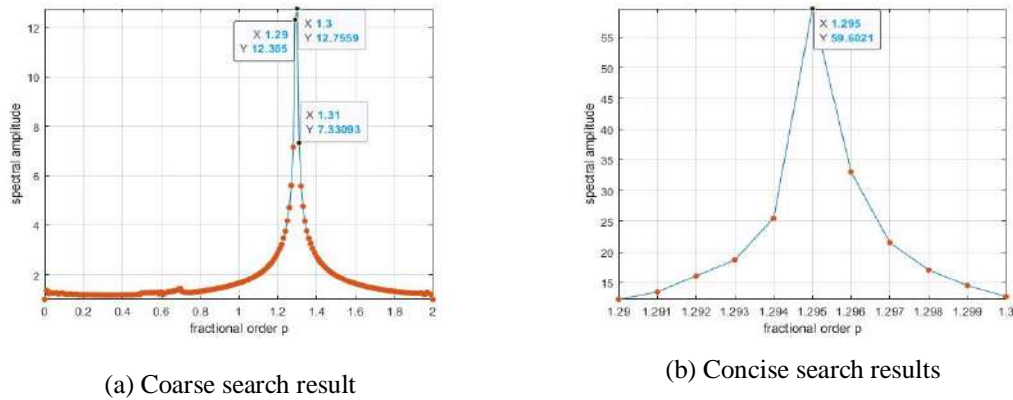 12
10
8
6
4
2
spectral amplitude
X 1.29
Y 12.305
X 1.3
Y 12.7559
X 1.31
Y 7.33093
0 0.2 0.4 0.6 0.8 1 1.2 1.4 1.6 1.8 2
fractional order p
(a) Coarse search result
55
50
45
40
35
30
25
20
15
spectral amplitude
X 1.295
Y 59.6021
1.29 1.291 1.292 1.293 1.294 1.295 1.296 1.297 1.298 1.299 1.3
fractional order p
(b) Concise search results